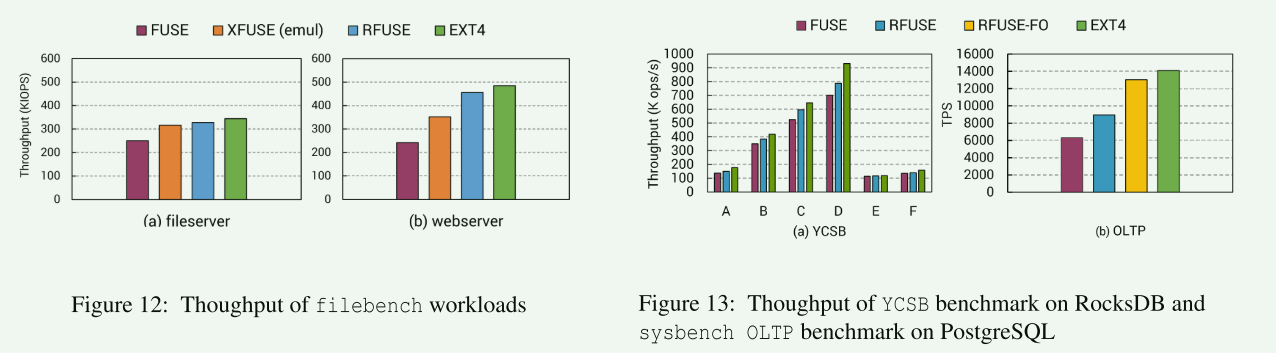 FUSE XFUSE (emul) RFUSE EXT4
Throughput (KIOPS)
600
500
400
300
200
100
0
(a) fileserver
600
500
400
300
200
100
0
(b) webserver
Figure 12: Thoughput of filebench workloads
FUSE RFUSE RFUSE-FO EXT4
Throughput (K ops/s)
1000
900
800
700
600
500
400
300
200
100
0
A B C D E F
(a) YCSB
TPS
16000
14000
12000
10000
8000
6000
4000
2000
0
(b) OLTP
Figure 13: Thoughput of YCSB benchmark on RocksDB and
sysbench OLTP benchmark on PostgreSQL